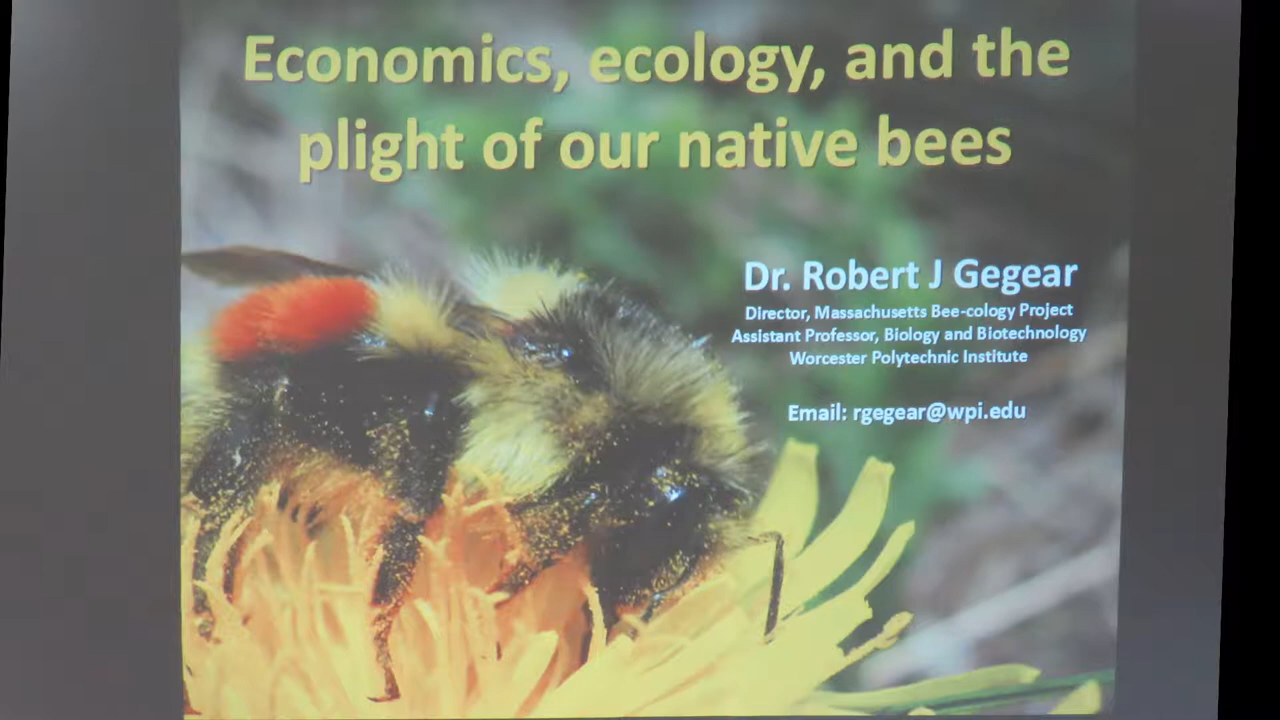 Economics, ecology, and the
plight of our native bees
Dr. Robert J Gegear
Director, Massachusetts Bee-cology Project
Assistant Professor, Biology and Biotechnology
Worcester Polytechnic Institute
Email: rgegear@wpi.edu